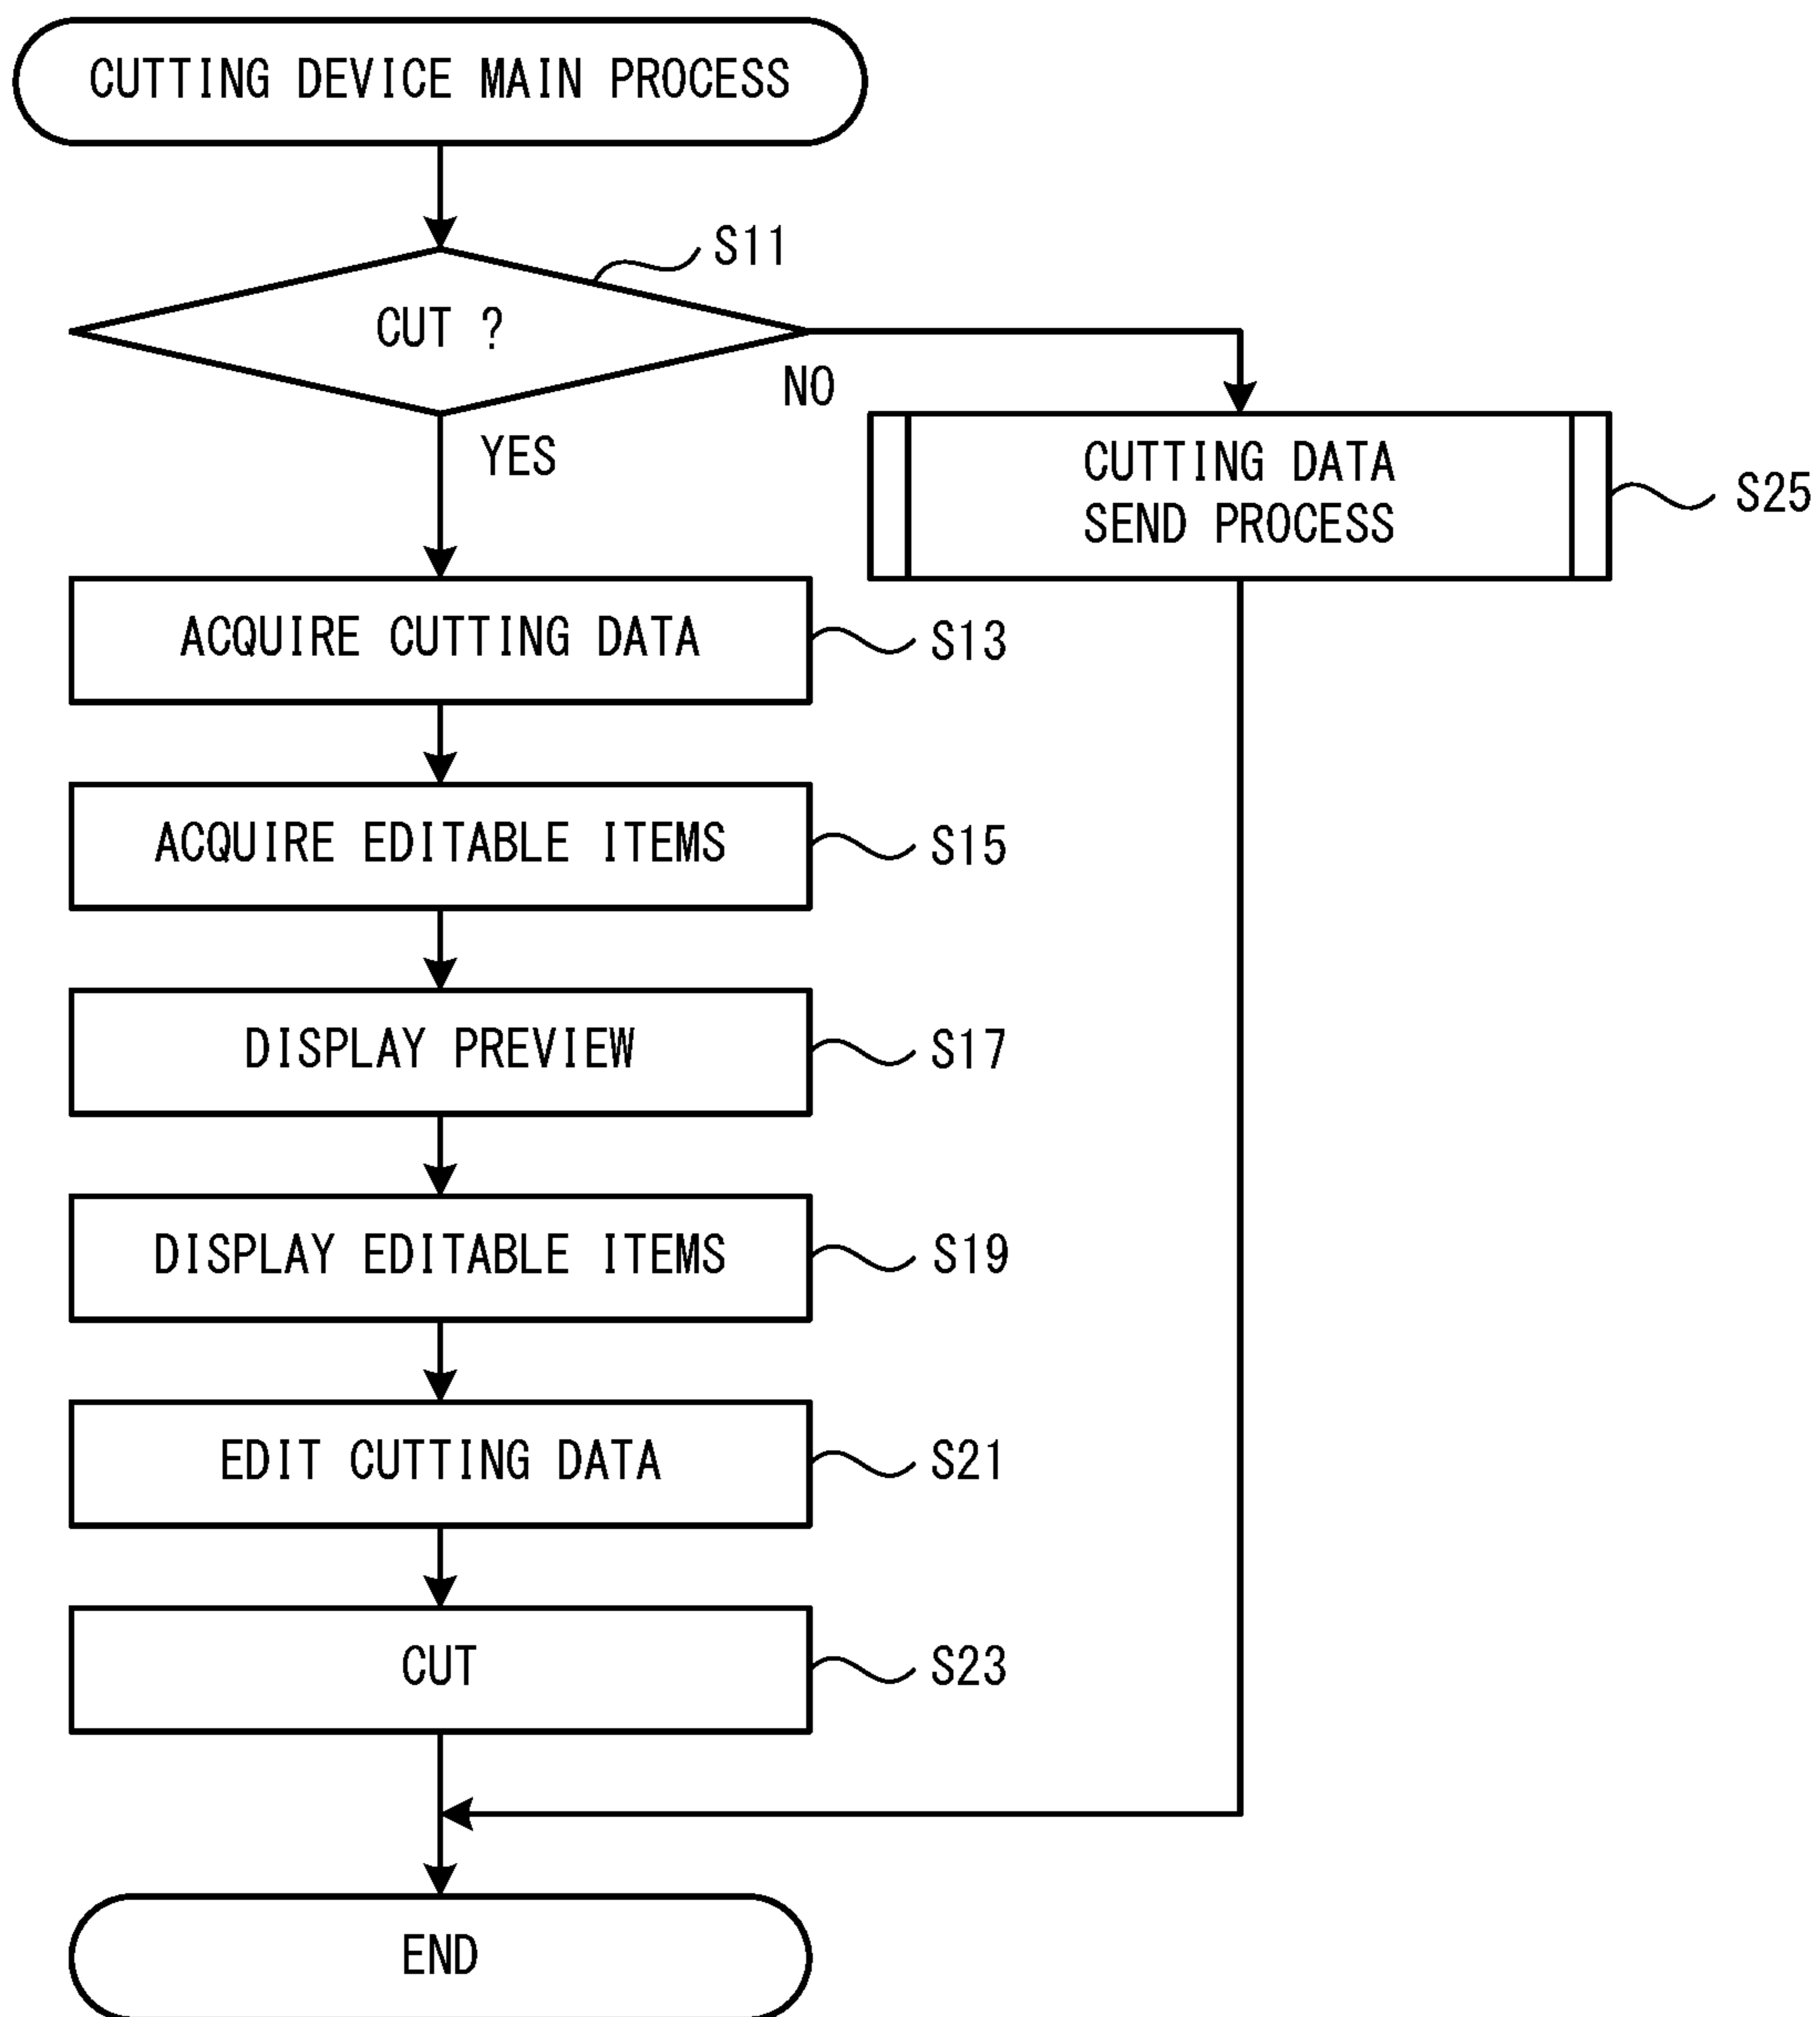 CUTTING DEVICE MAIN PROCESS
S11
CUT ?
NO
YES
CUTTING DATA
SEND PROCESS
S25
ACQUIRE CUTTING DATA
S13
ACQUIRE EDITABLE ITEMS
S15
DISPLAY PREVIEW
S17
DISPLAY EDITABLE ITEMS
S19
EDIT CUTTING DATA
S21
CUT
S23
END